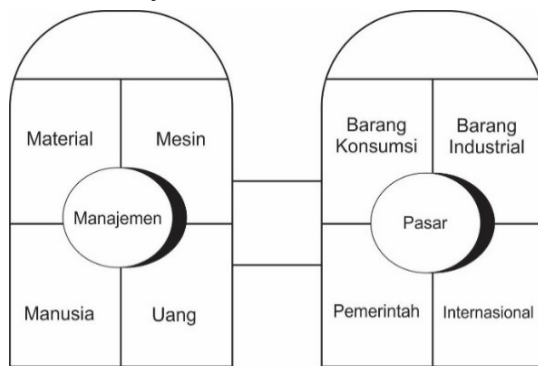 Material
Mesin
Manajemen
Manusia
Uang
Barang
Konsumsi
Barang
Industrial
Pasar
Pemerintah
Internasional